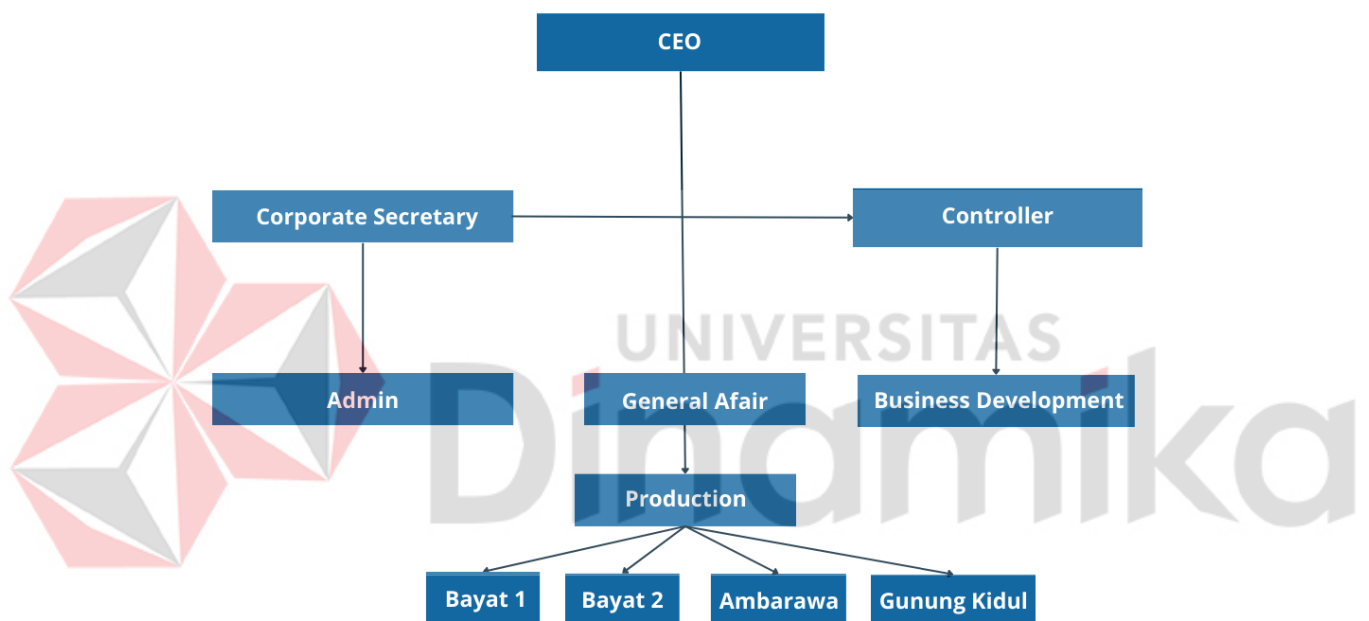 CEO
Corporate Secretary
Controller
UNIVERSITAS
Dinamika
Admin
General Afair
Business Development
Production
Bayat 1
Bayat 2
Ambarawa
Gunung Kidul